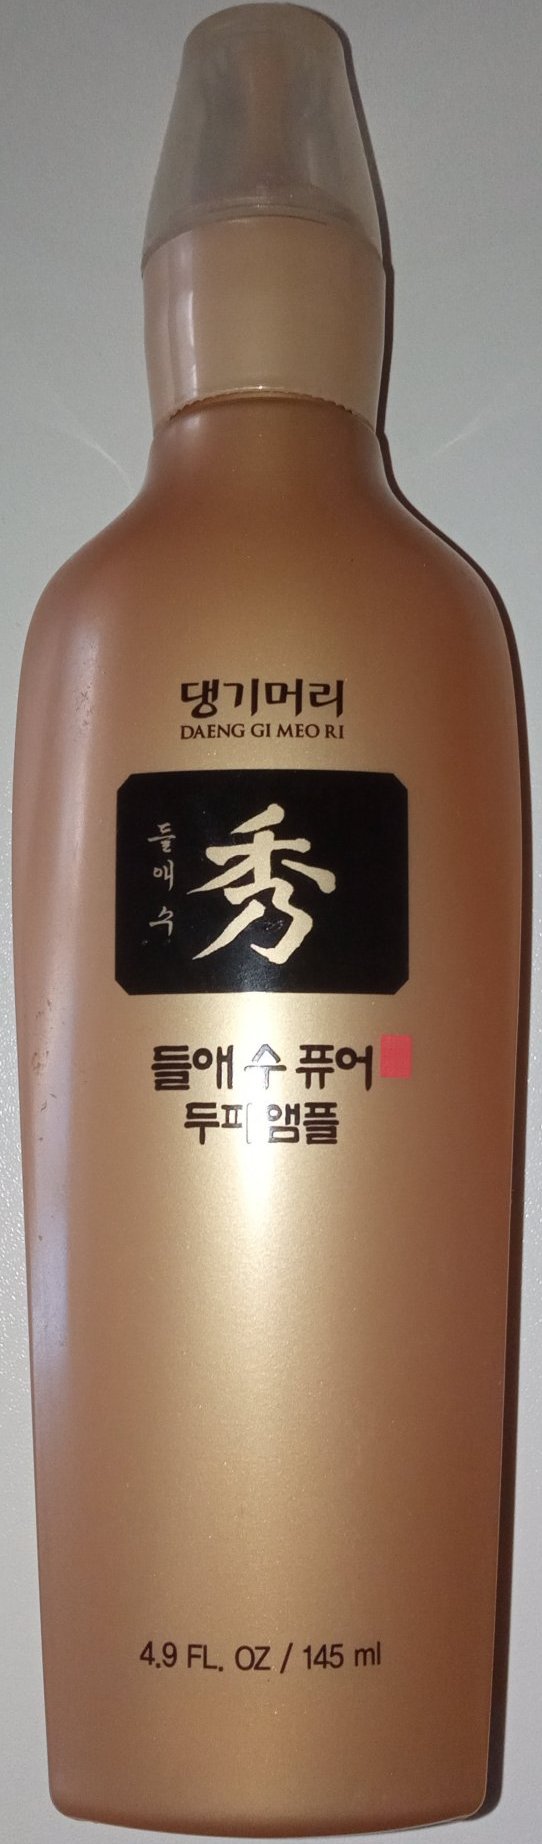 댕기머리
DAENG GI MEO RI
들애수
秀
들애 수 퓨어
두피 앰플
4.9 FL. OZ / 145 ml